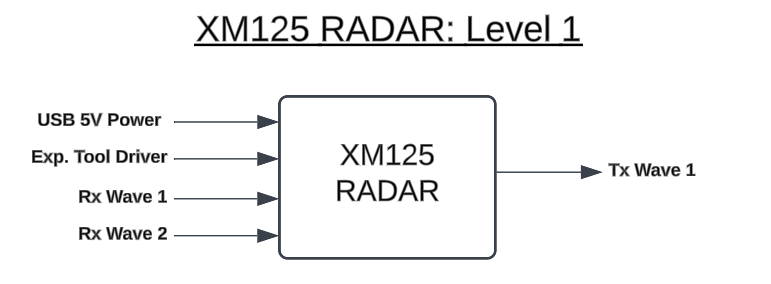 XM125 RADAR: Level 1
USB 5V Power
Exp. Tool Driver
Rx Wave 1
Rx Wave 2
XM125
RADAR
Tx Wave 1